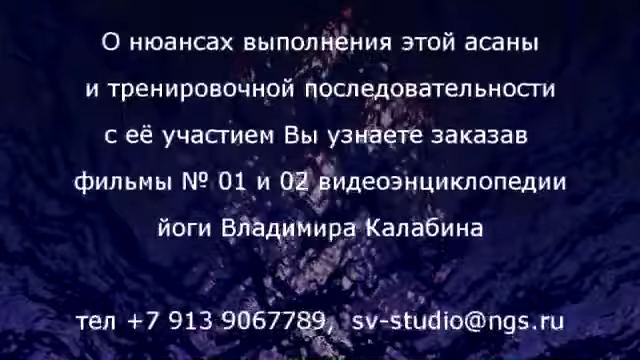 О нюансах выполнения этой асаны
и тренировочной последовательности
с её участием Вы узнаете заказав
фильмы № 01 и 02 видеоэнциклопедии
йоги Владимира Калабина
тел +7 913 9067789, sv-studio@ngs.ru